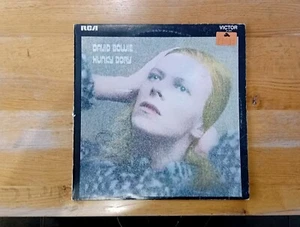 RCA
VICTOR
DAVID BOWIE
HUNKY DORY